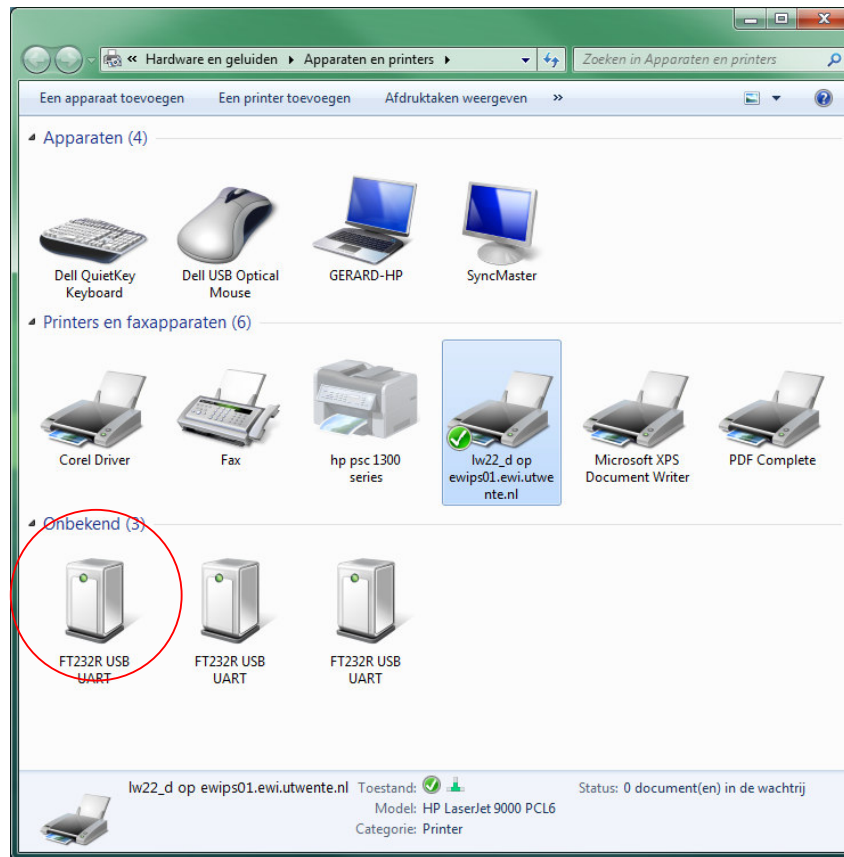 « Hardware en geluiden ▸ Apparaten en printers ▸ Zoeken in Apparaten en printers
Een apparaat toevoegen Een printer toevoegen Afdruktaken weergeven »
Apparaten (4)
Dell QuietKey Dell USB Optical GERARD-HP SyncMaster
Keyboard Mouse
Printers en faxapparaten (6)
Corel Driver Fax hp psc 1300 lw22_d op Microsoft XPS PDF Complete
series ewips01.ewi.utwe Document Writer
nte.nl
Onbekend (3)
FT232R USB FT232R USB FT232R USB
UART UART UART
lw22_d op ewips01.ewi.utwente.nl Toestand: Status: 0 document(en) in de wachtrij
Model: HP LaserJet 9000 PCL6
Categorie: Printer